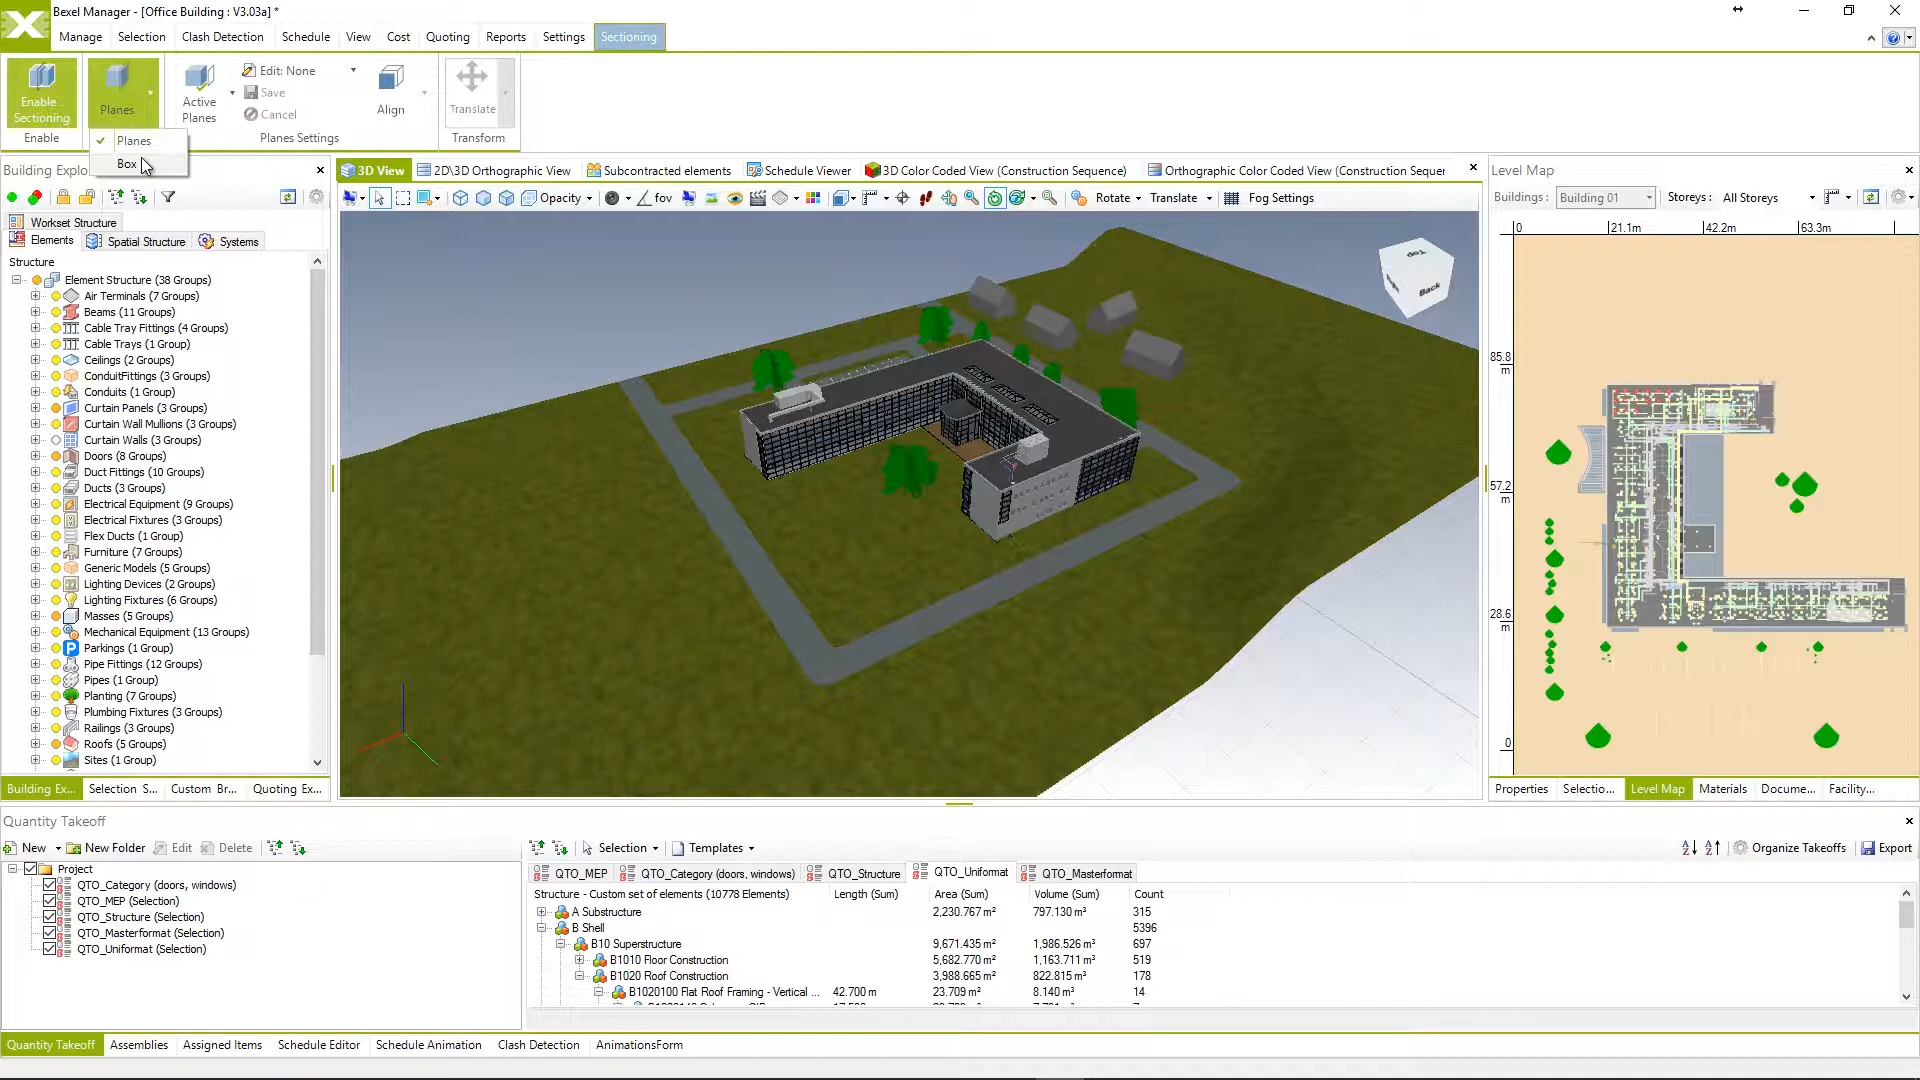 Bexel Manager - [Office Building : V3.03a] *
Manage Selection Clash Detection Schedule View Cost Quoting Reports Settings Sectioning
Enable Sectioning
Planes
Active Planes
Edit: None
Save
Cancel
Align
Translate
Enable
Planes Settings
Transform
Planes
Box
Building Explo
3D View 2D\3D Orthographic View Subcontracted elements Schedule Viewer 3D Color Coded View (Construction Sequence) Orthographic Color Coded View (Construction Sequer
Opacity fov Rotate Translate Fog Settings
Workset Structure
Elements Spatial Structure Systems
Structure
Element Structure (38 Groups)
Air Terminals (7 Groups)
Beams (11 Groups)
Cable Tray Fittings (4 Groups)
Cable Trays (1 Group)
Ceilings (2 Groups)
ConduitFittings (3 Groups)
Conduits (1 Group)
Curtain Panels (3 Groups)
Curtain Wall Mullions (3 Groups)
Curtain Walls (3 Groups)
Doors (8 Groups)
Duct Fittings (10 Groups)
Ducts (3 Groups)
Electrical Equipment (9 Groups)
Electrical Fixtures (3 Groups)
Flex Ducts (1 Group)
Furniture (7 Groups)
Generic Models (5 Groups)
Lighting Devices (2 Groups)
Lighting Fixtures (6 Groups)
Masses (5 Groups)
Mechanical Equipment (13 Groups)
Parkings (1 Group)
Pipe Fittings (12 Groups)
Pipes (1 Group)
Planting (7 Groups)
Plumbing Fixtures (3 Groups)
Railings (3 Groups)
Roofs (5 Groups)
Sites (1 Group)
Building Ex... Selection S... Custom Br... Quoting Ex...
Top
Back
Level Map
Buildings : Building 01 Storeys : All Storeys
0 21.1m 42.2m 63.3m
85.8 m
57.2 m
28.6 m
0
Properties Selectio... Level Map Materials Docume... Facility...
Quantity Takeoff
New New Folder Edit Delete
Project
QTO_Category (doors, windows)
QTO_MEP (Selection)
QTO_Structure (Selection)
QTO_Masterformat (Selection)
QTO_Uniformat (Selection)
Selection Templates Organize Takeoffs Export
QTO_MEP QTO_Category (doors, windows) QTO_Structure QTO_Uniformat QTO_Masterformat
Structure - Custom set of elements (10778 Elements) Length (Sum) Area (Sum) Volume (Sum) Count
A Substructure 2,230.767 m² 797.130 m³ 315
B Shell 5396
B10 Superstructure 9,671.435 m² 1,986.526 m³ 697
B1010 Floor Construction 5,682.770 m² 1,163.711 m³ 519
B1020 Roof Construction 3,988.665 m² 822.815 m³ 178
B1020100 Flat Roof Framing - Vertical ... 42.700 m 23.709 m² 8.140 m³ 14
Quantity Takeoff Assemblies Assigned Items Schedule Editor Schedule Animation Clash Detection AnimationsForm